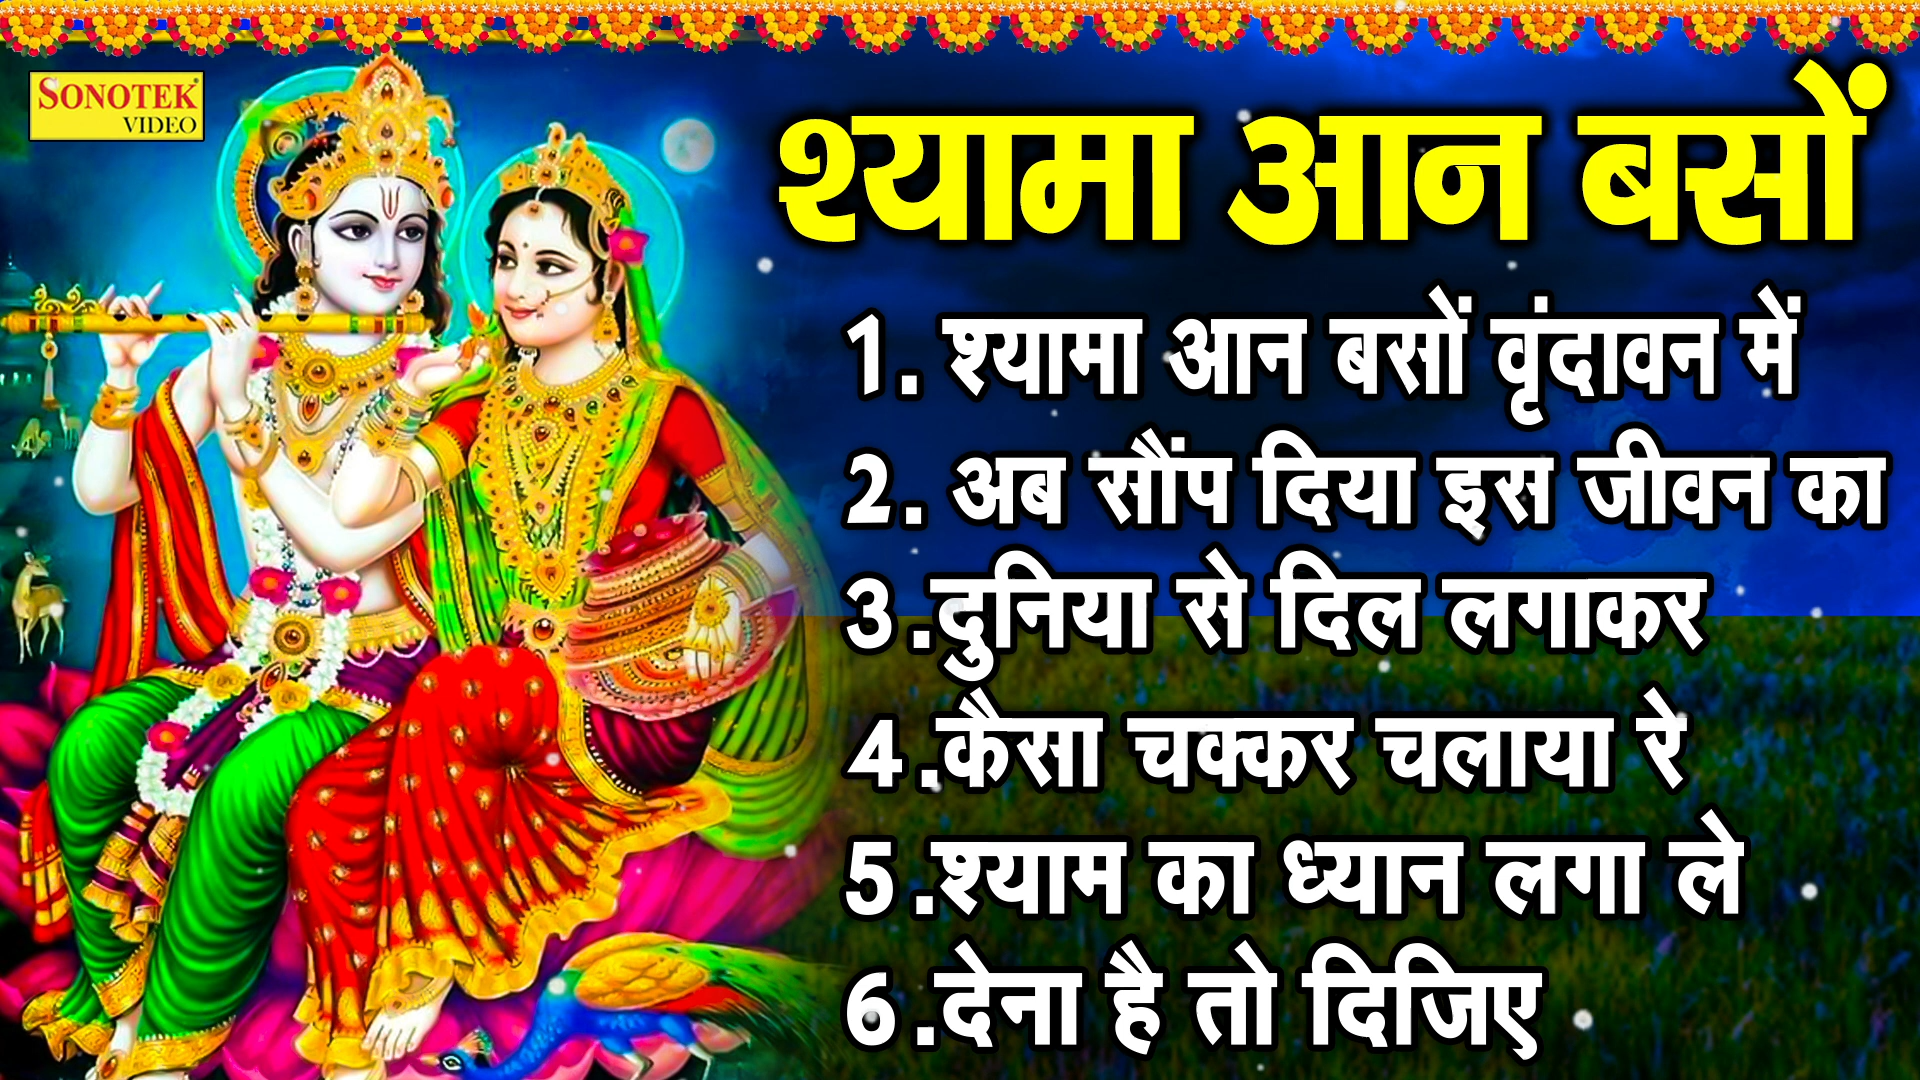 SONOTEK
VIDEO
श्यामा आन बसों
1. श्यामा आन बसों वृंदावन में
2. अब सौंप दिया इस जीवन का
3.दुनिया से दिल लगाकर
4.कैसा चक्कर चलाया रे
5.श्याम का ध्यान लगा ले
6.देना है तो दिजिए